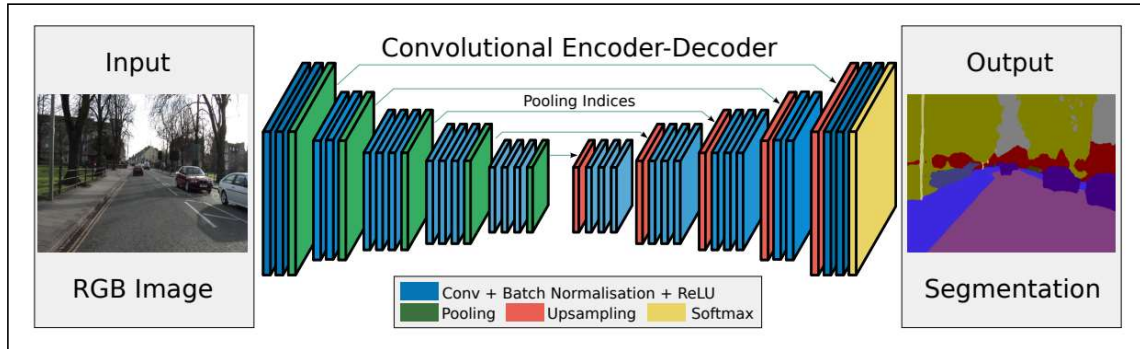 Convolutional Encoder-Decoder
Input
Output
Pooling Indices
RGB Image
Segmentation
Conv + Batch Normalisation + ReLU
Pooling
Upsampling
Softmax